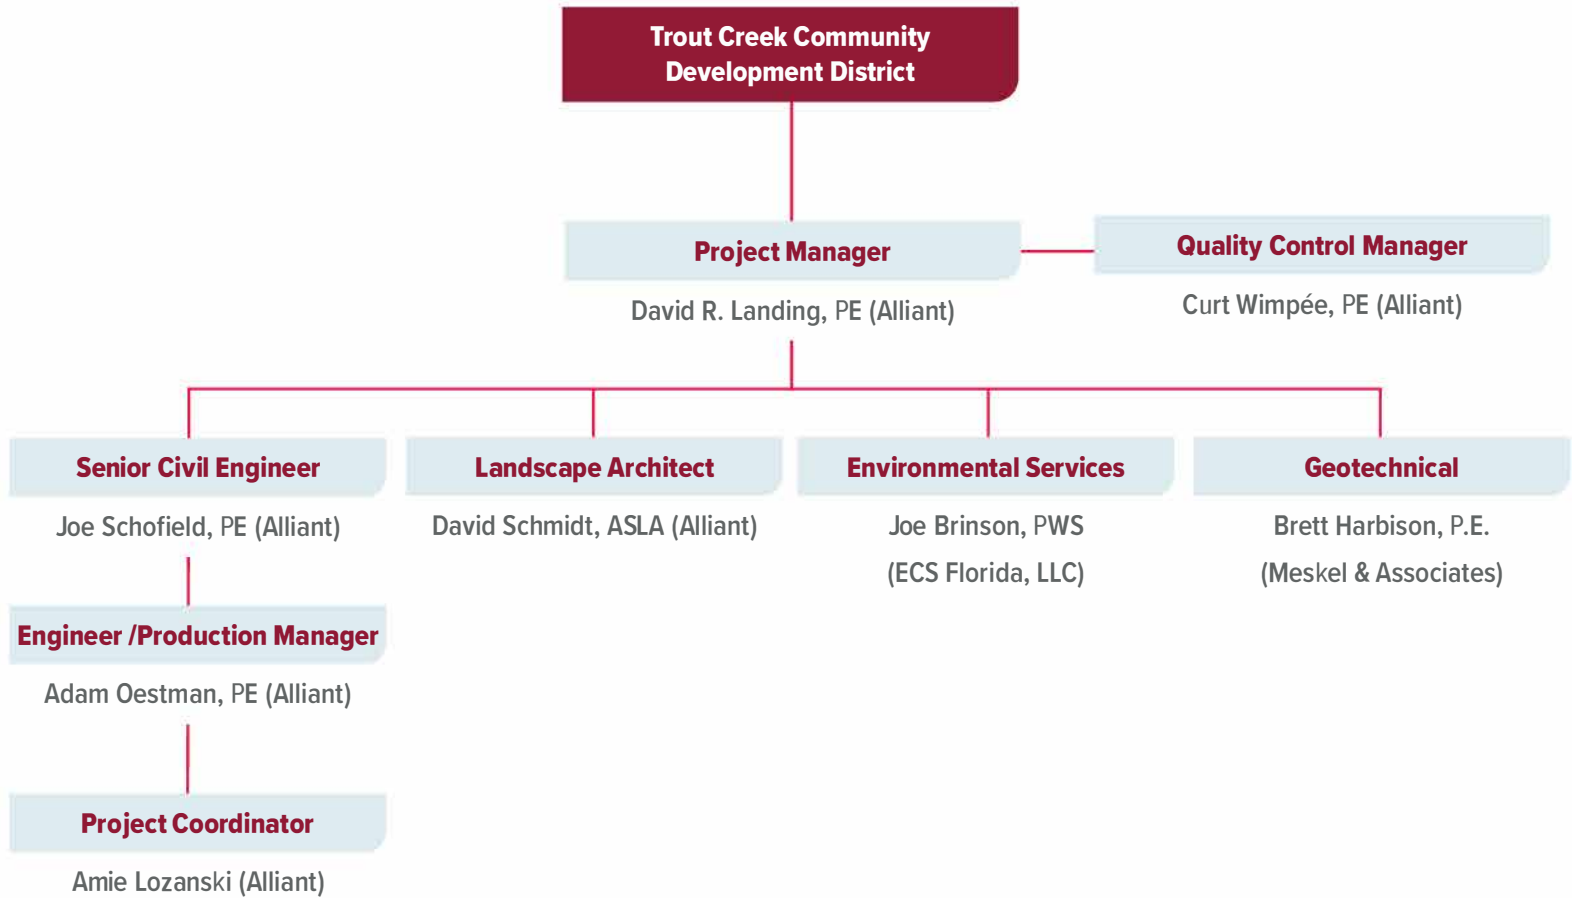 Trout Creek Community
Development District
Project Manager
David R. Landing, PE (Alliant)
Quality Control Manager
Curt Wimpée, PE (Alliant)
Senior Civil Engineer
Joe Schofield, PE (Alliant)
Landscape Architect
David Schmidt, ASLA (Alliant)
Environmental Services
Joe Brinson, PWS
(ECS Florida, LLC)
Geotechnical
Brett Harbison, P.E.
(Meskel & Associates)
Engineer /Production Manager
Adam Oestman, PE (Alliant)
Project Coordinator
Amie Lozanski (Alliant)